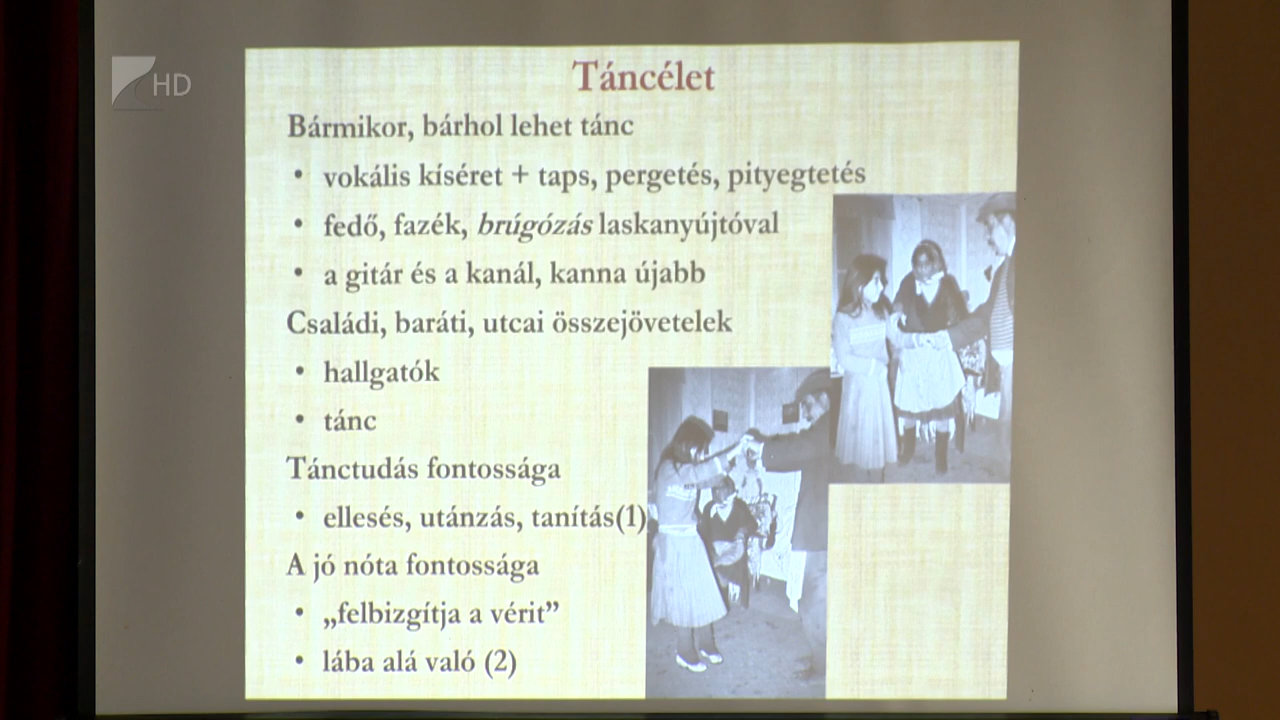 HD
Táncélet
Bármikor, bárhol lehet tánc
• vokális kíséret + taps, pergetés, pityegtetés
• fedő, fazék, brúgózás laskanyújtóval
• a gitár és a kanál, kanna újabb
Családi, baráti, utcai összejövetelek
• hallgatók
• tánc
Tánctudás fontossága
• ellesés, utánzás, tanítás(1)
A jó nóta fontossága
• „felbizgítja a vérit”
• lába alá való (2)